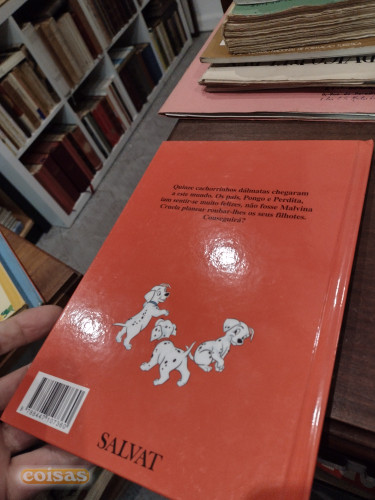 Quinze cachorrinhos dálmatas chegaram
a este mundo. Os pais, Pongo e Perdita,
iam sentir-se muito felizes, não fosse Malvina
Cruela planear roubar-lhes os seus filhotes.
Conseguirá?
SALVAT
coisas